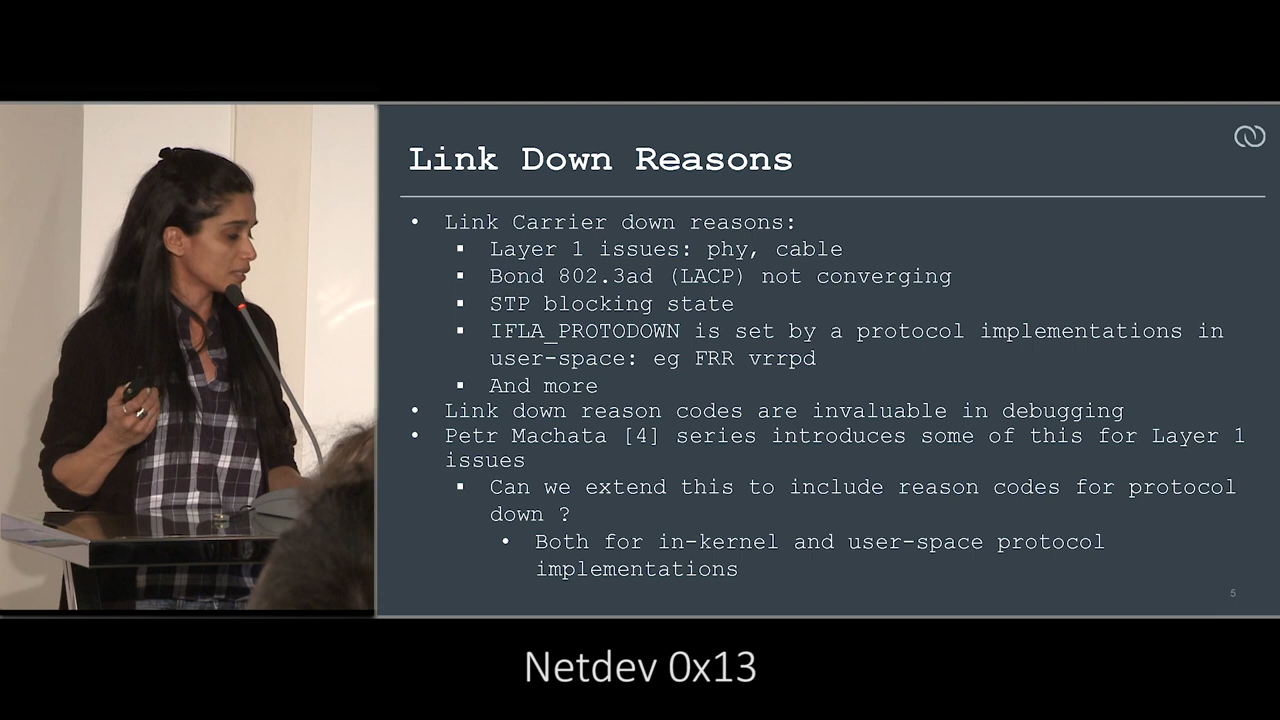 Link Down Reasons
• Link Carrier down reasons:
▪ Layer 1 issues: phy, cable
▪ Bond 802.3ad (LACP) not converging
▪ STP blocking state
▪ IFLA_PROTODOWN is set by a protocol implementations in
user-space: eg FRR vrrpd
▪ And more
• Link down reason codes are invaluable in debugging
• Petr Machata [4] series introduces some of this for Layer 1
issues
▪ Can we extend this to include reason codes for protocol
down ?
• Both for in-kernel and user-space protocol
implementations
5
Netdev 0x13